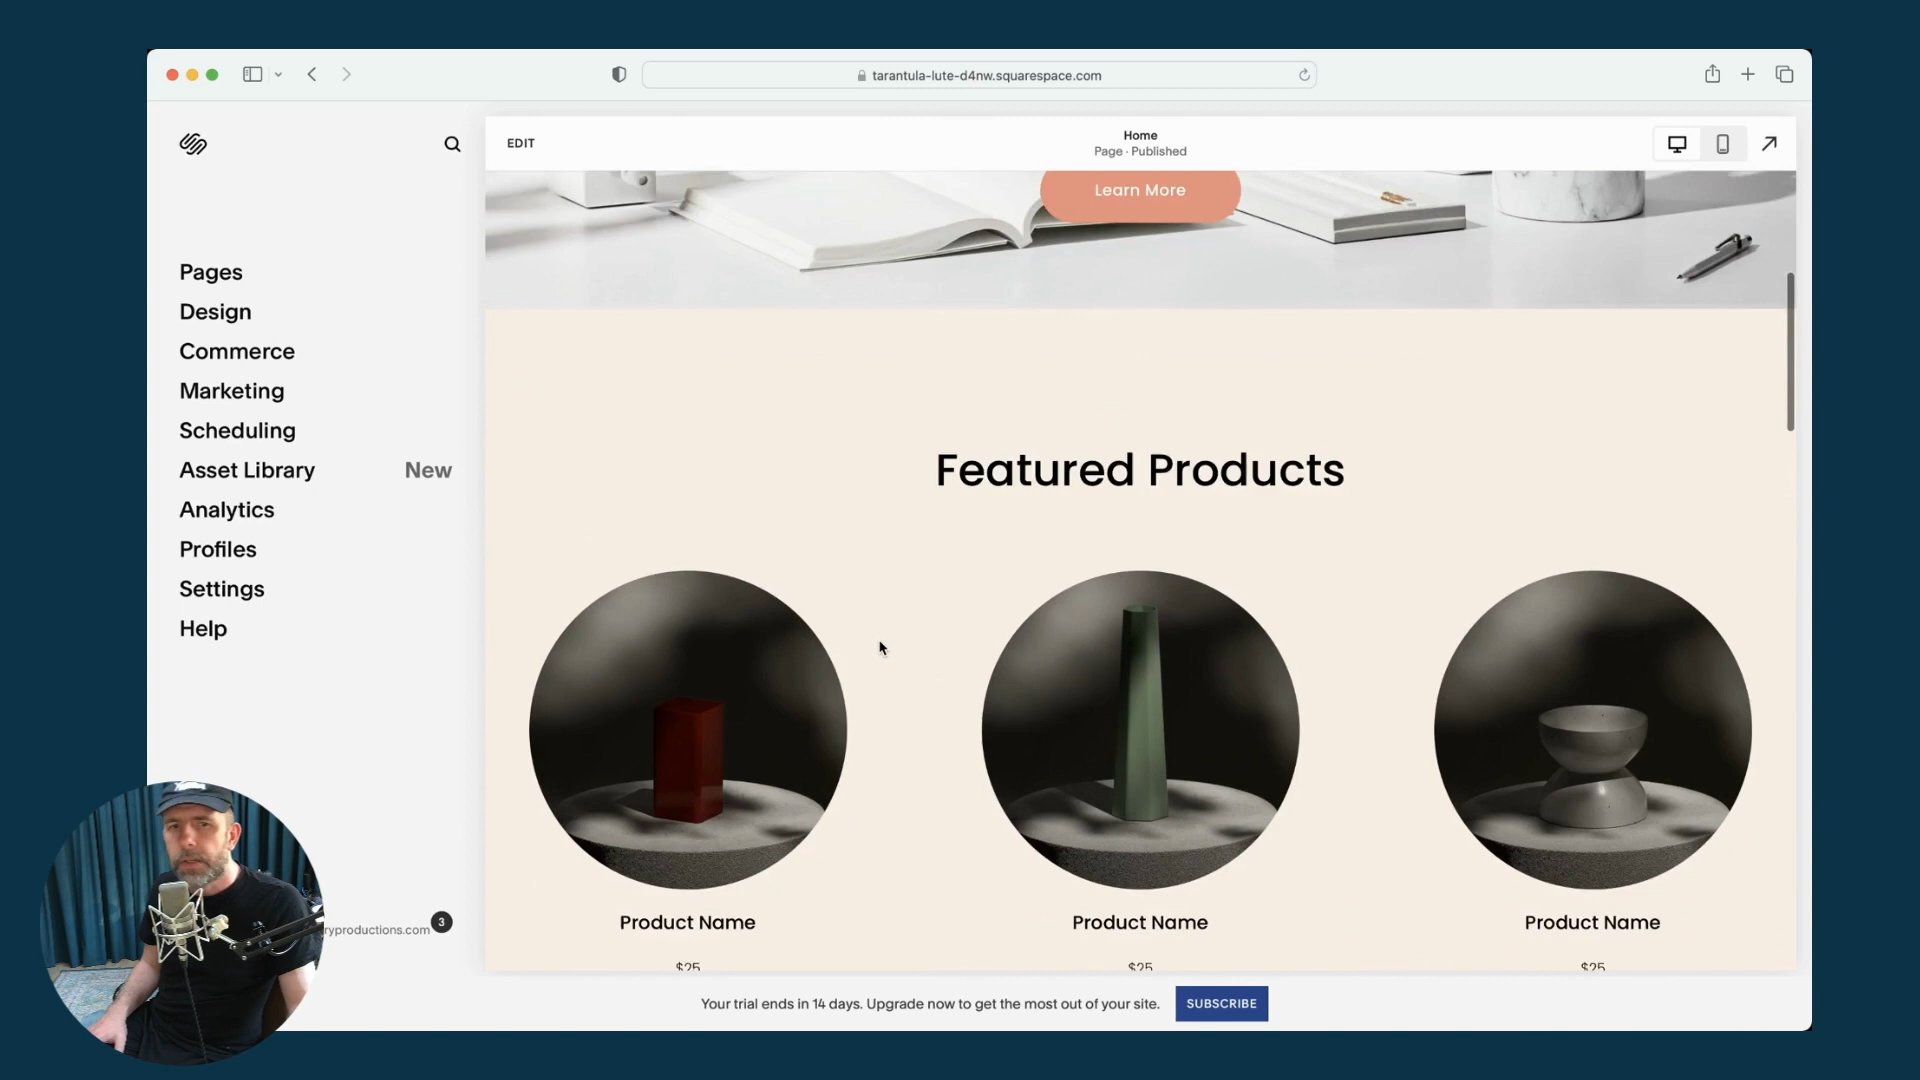 tarantula-lute-d4nw.squarespace.com
EDIT
Home
Page · Published
Pages
Design
Commerce
Marketing
Scheduling
Asset Library New
Analytics
Profiles
Settings
Help
ryproductions.com
3
Learn More
Featured Products
Product Name
Product Name
Product Name
$25
$25
$25
Your trial ends in 14 days. Upgrade now to get the most out of your site.
SUBSCRIBE